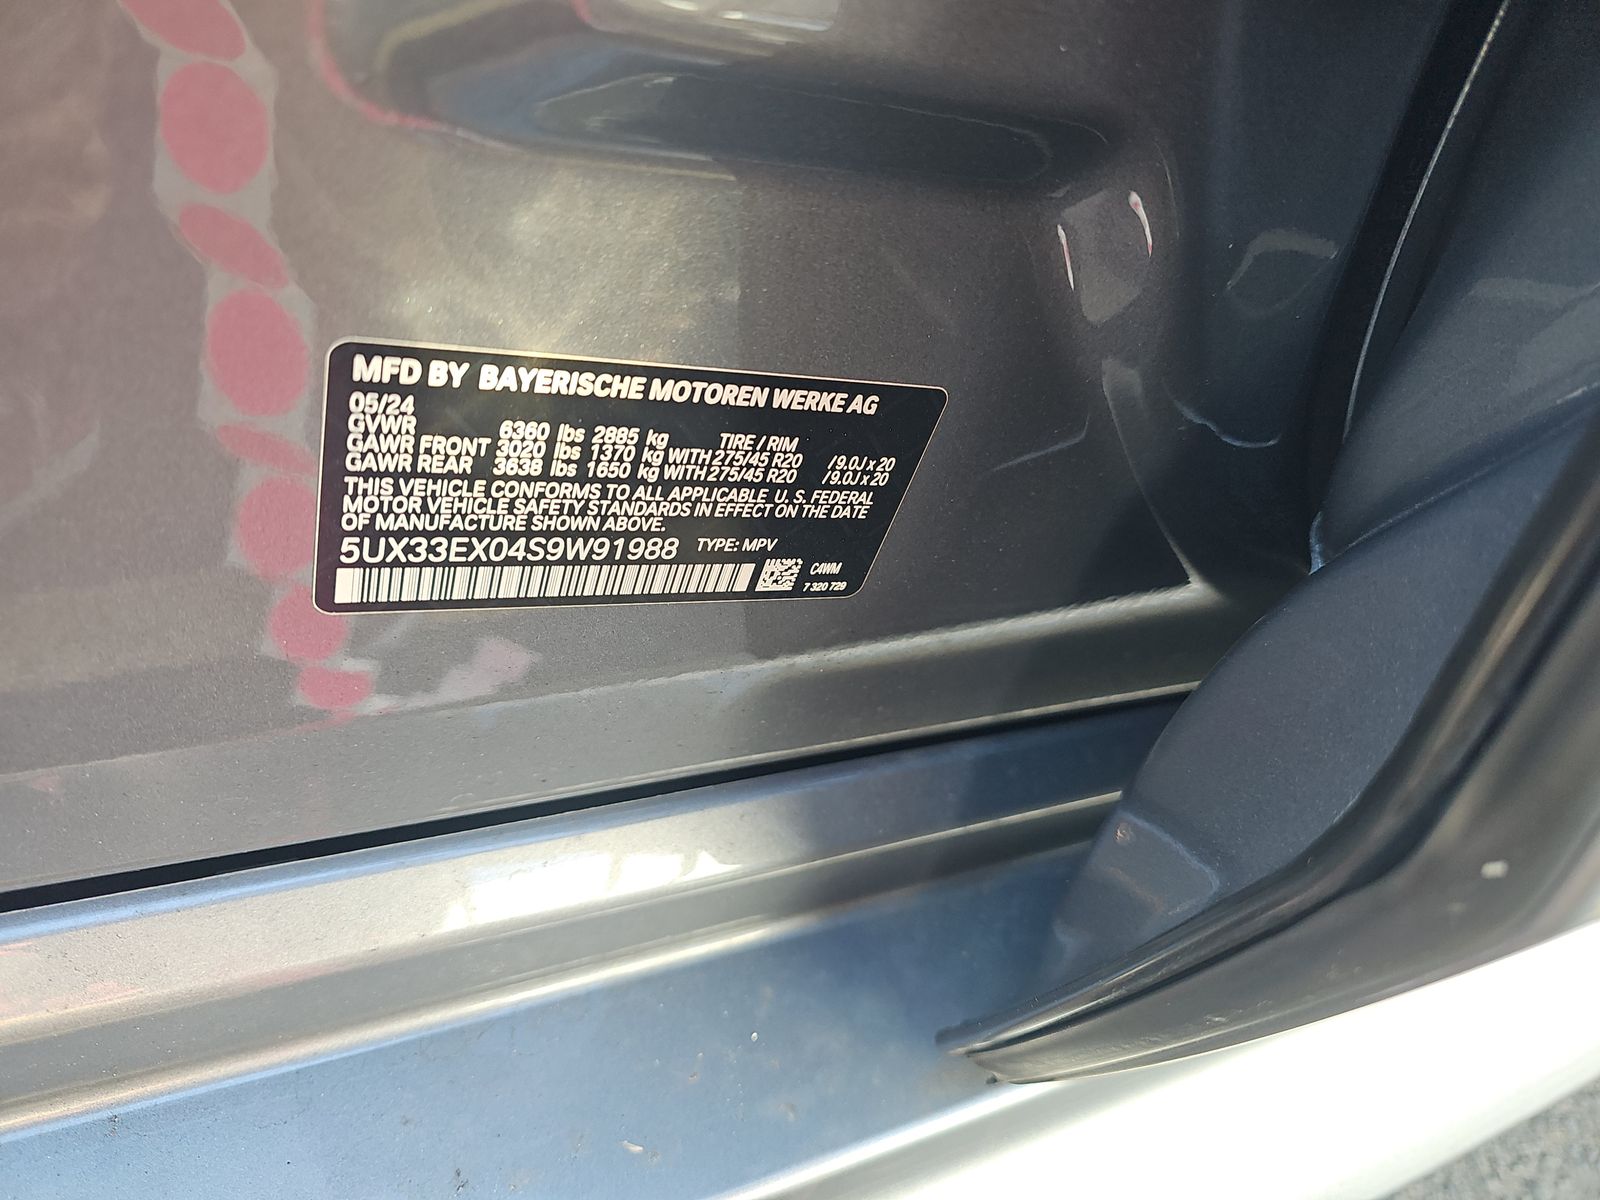 MFD BY BAYERISCHE MOTOREN WERKE AG
05/24
GVWR 6360 lbs 2885 kg TIRE / RIM
GAWR FRONT 3020 lbs 1370 kg WITH 275/45 R20 /9.0J x 20
GAWR REAR 3638 lbs 1650 kg WITH 275/45 R20 /9.0J x 20
THIS VEHICLE CONFORMS TO ALL APPLICABLE U. S. FEDERAL
MOTOR VEHICLE SAFETY STANDARDS IN EFFECT ON THE DATE
OF MANUFACTURE SHOWN ABOVE.
5UX33EX04S9W91988 TYPE: MPV
C4WM
7 320 729